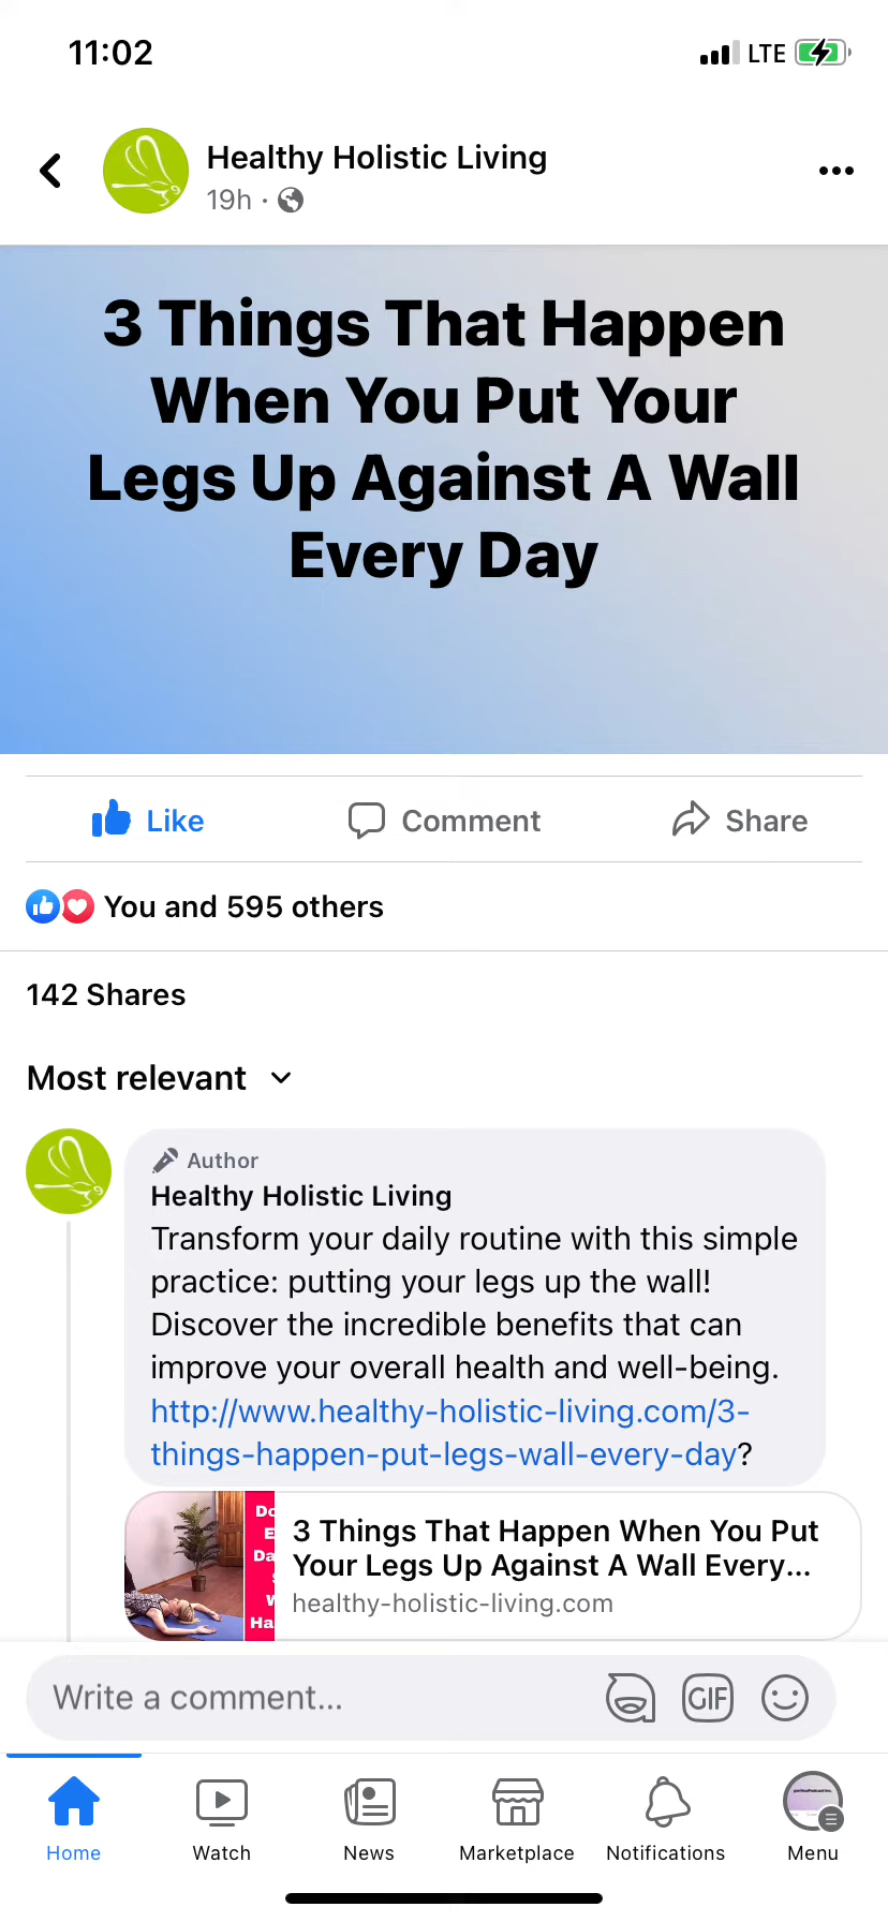 11:02
LTE
Healthy Holistic Living
19h ·
3 Things That Happen
When You Put Your
Legs Up Against A Wall
Every Day
Like
Comment
Share
You and 595 others
142 Shares
Most relevant
Author
Healthy Holistic Living
Transform your daily routine with this simple
practice: putting your legs up the wall!
Discover the incredible benefits that can
improve your overall health and well-being.
http://www.healthy-holistic-living.com/3-
things-happen-put-legs-wall-every-day?
3 Things That Happen When You Put
Your Legs Up Against A Wall Every...
healthy-holistic-living.com
Write a comment...
GIF
Home
Watch
News
Marketplace
Notifications
Menu